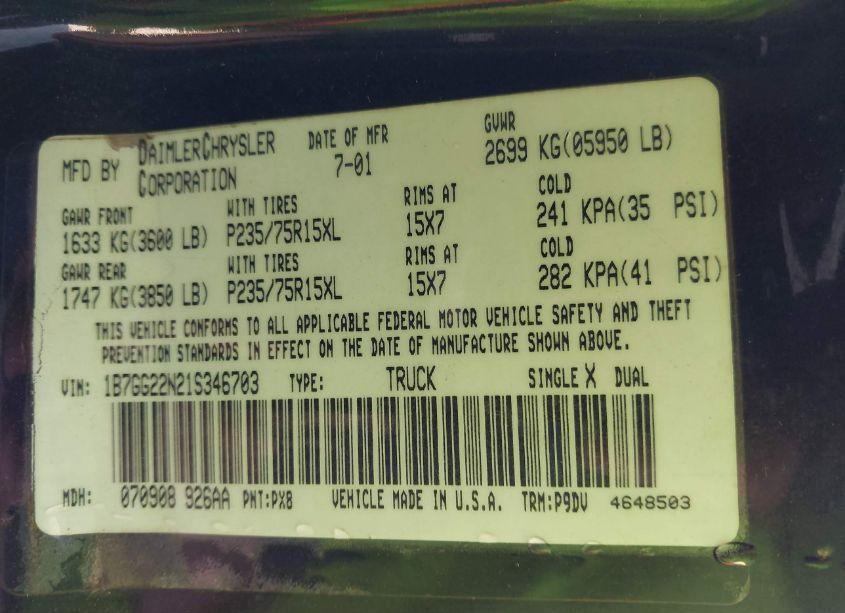 MFD BY DAIMLERCHRYSLER CORPORATION DATE OF MFR 7-01 GVWR 2699 KG(05950 LB)
GAWR FRONT WITH TIRES RIMS AT COLD
1633 KG(3600 LB) P235/75R15XL 15X7 241 KPA(35 PSI)
GAWR REAR WITH TIRES RIMS AT COLD
1747 KG(3850 LB) P235/75R15XL 15X7 282 KPA(41 PSI)
THIS VEHICLE CONFORMS TO ALL APPLICABLE FEDERAL MOTOR VEHICLE SAFETY AND THEFT
PREVENTION STANDARDS IN EFFECT ON THE DATE OF MANUFACTURE SHOWN ABOVE.
VIN: 1B7GG22N21S346703 TYPE: TRUCK SINGLE X DUAL
MDH: 070908 926AA PNT:PX8 VEHICLE MADE IN U.S.A. TRM:P9DV 4648503